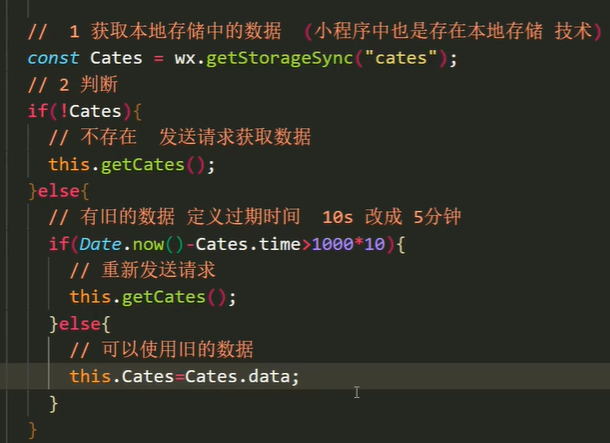 //  1 获取本地存储中的数据  (小程序中也是存在本地存储 技术)
const Cates = wx.getStorageSync("cates");
// 2 判断
if(!Cates){
  // 不存在  发送请求获取数据
  this.getCates();
}else{
  // 有旧的数据 定义过期时间  10s 改成 5分钟
  if(Date.now()-Cates.time>1000*10){
    // 重新发送请求
    this.getCates();
  }else{
    // 可以使用旧的数据
    this.Cates=Cates.data;
  }
}